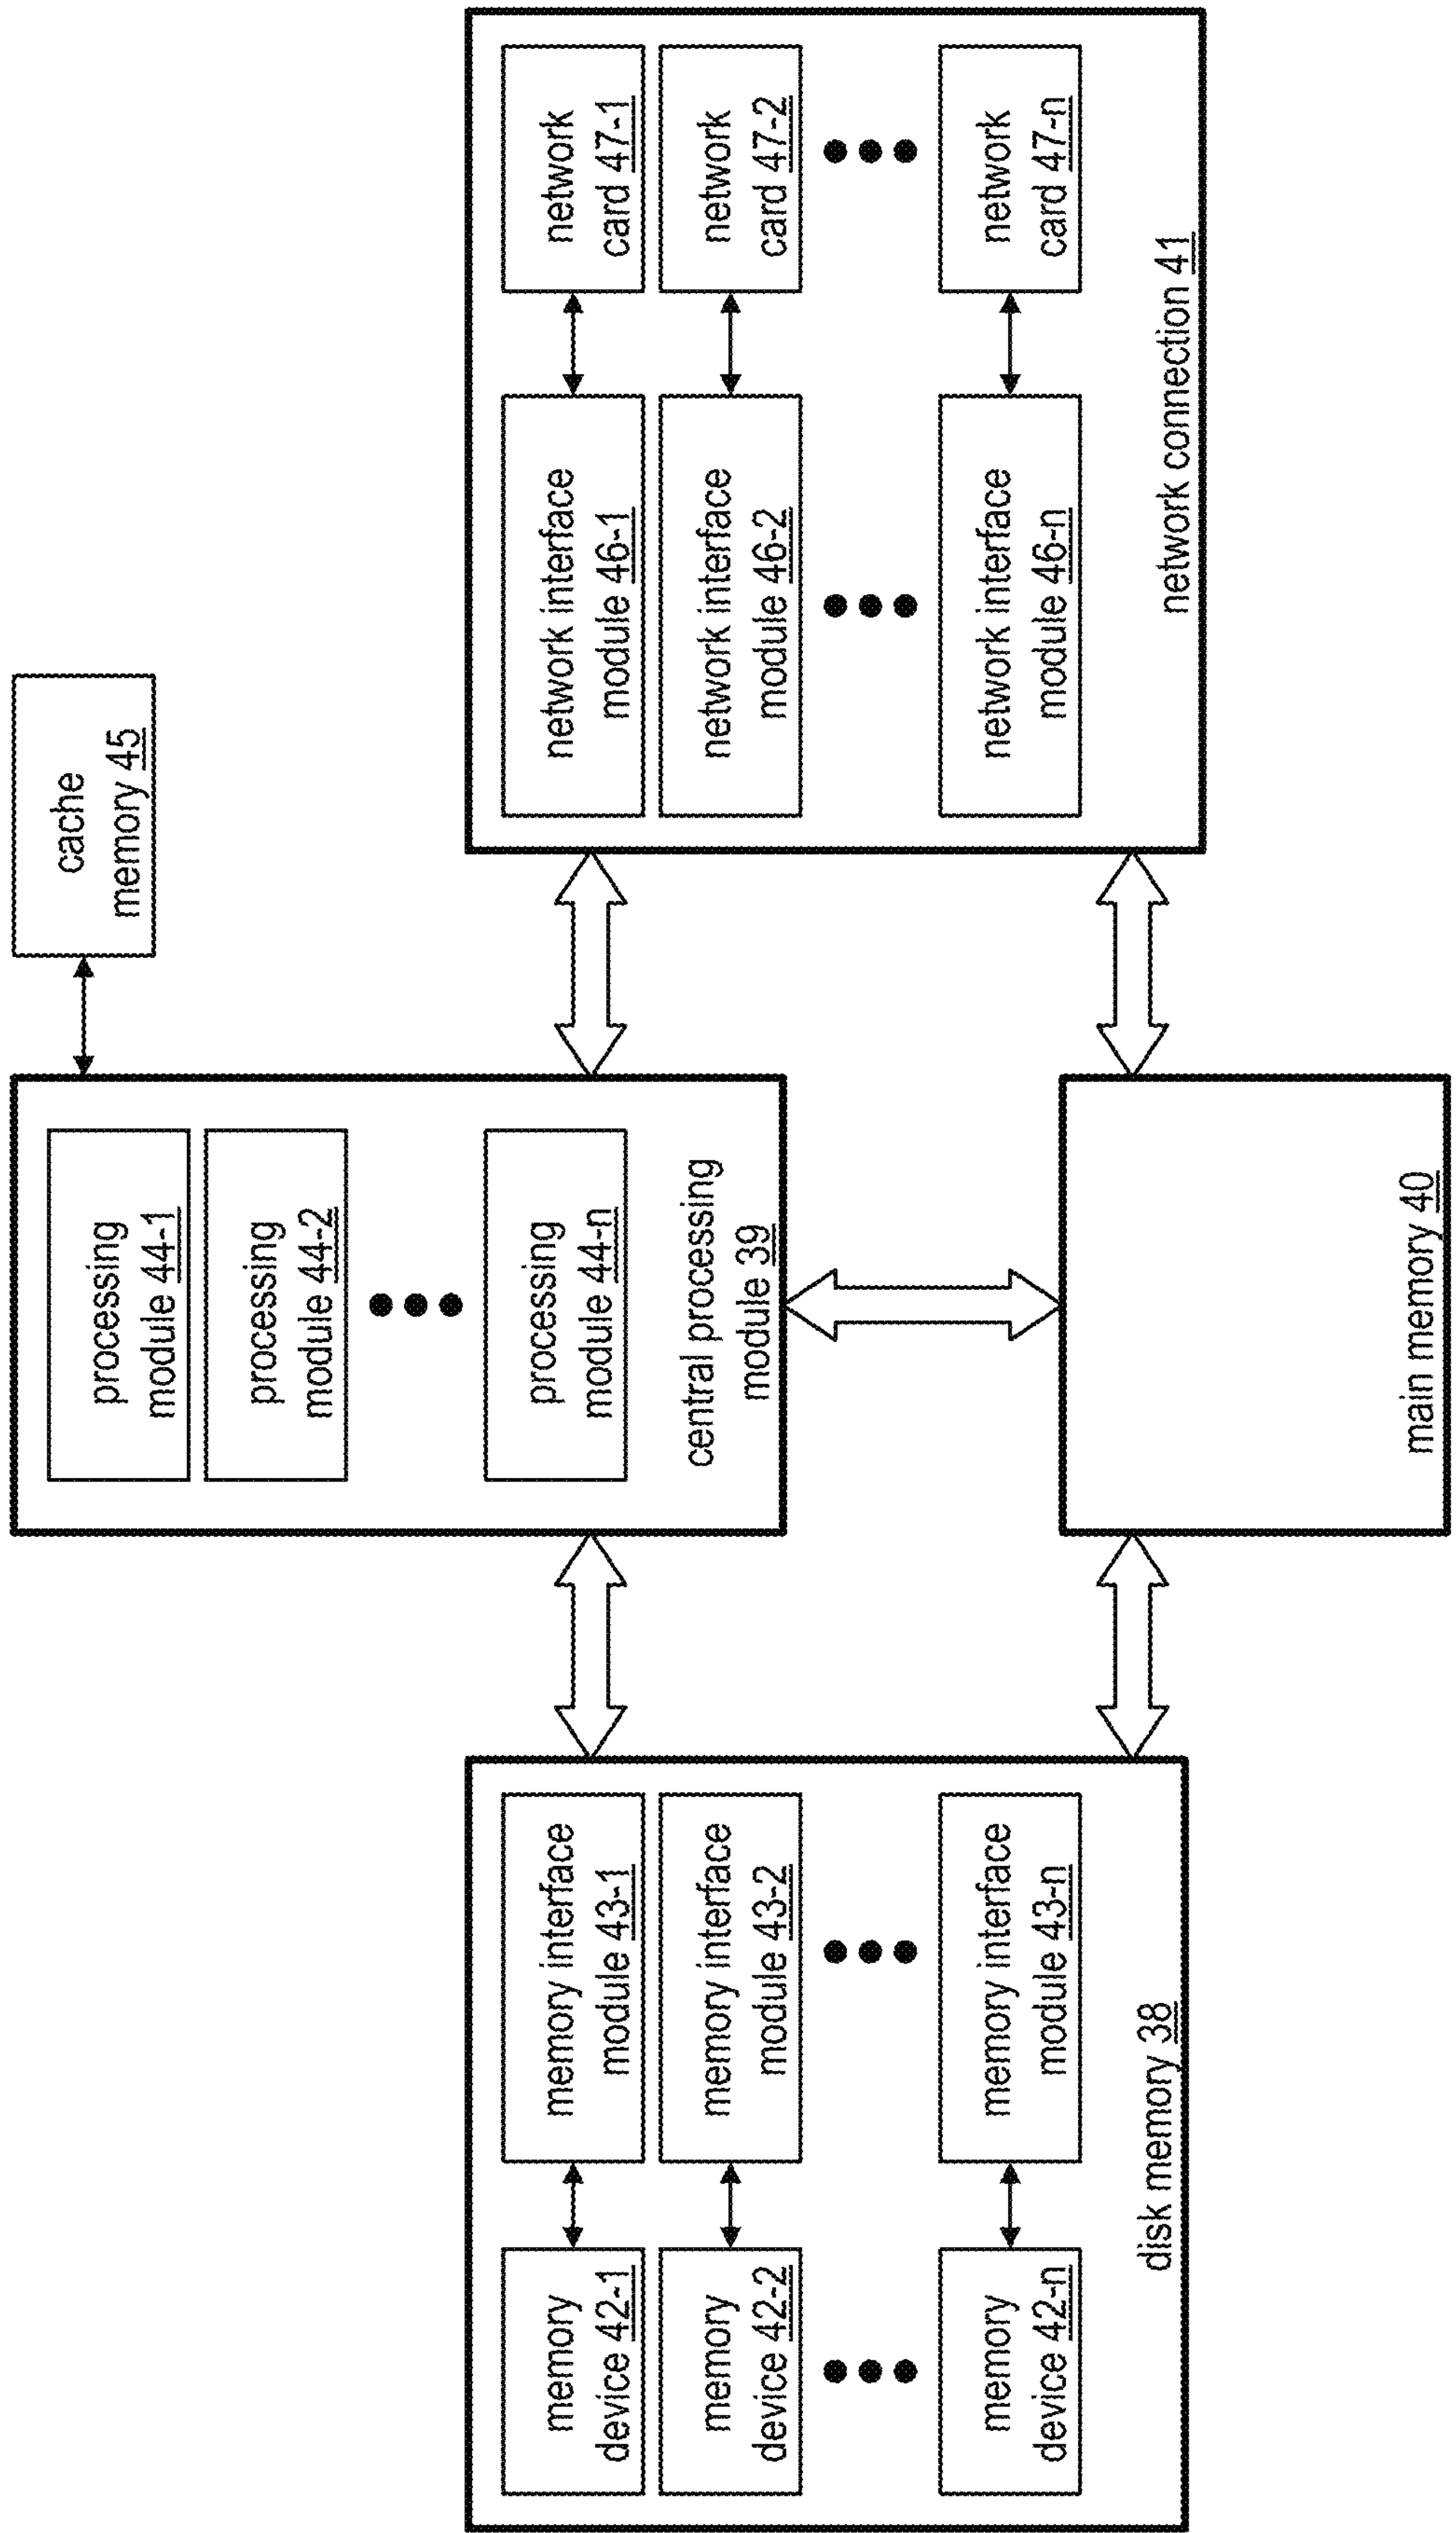 cache
memory 45
processing
module 44-1
processing
module 44-2
processing
module 44-n
central processing
module 39
memory
device 42-1
memory interface
module 43-1
memory
device 42-2
memory interface
module 43-2
memory
device 42-n
memory interface
module 43-n
disk memory 38
network interface
module 46-1
network
card 47-1
network interface
module 46-2
network
card 47-2
network interface
module 46-n
network
card 47-n
network connection 41
main memory 40